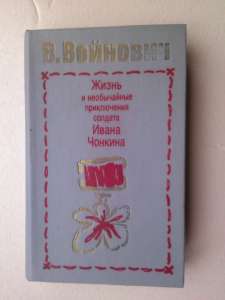 В. Войнович
Жизнь
и необычайные
приключения
солдата
Ивана
Чонкина